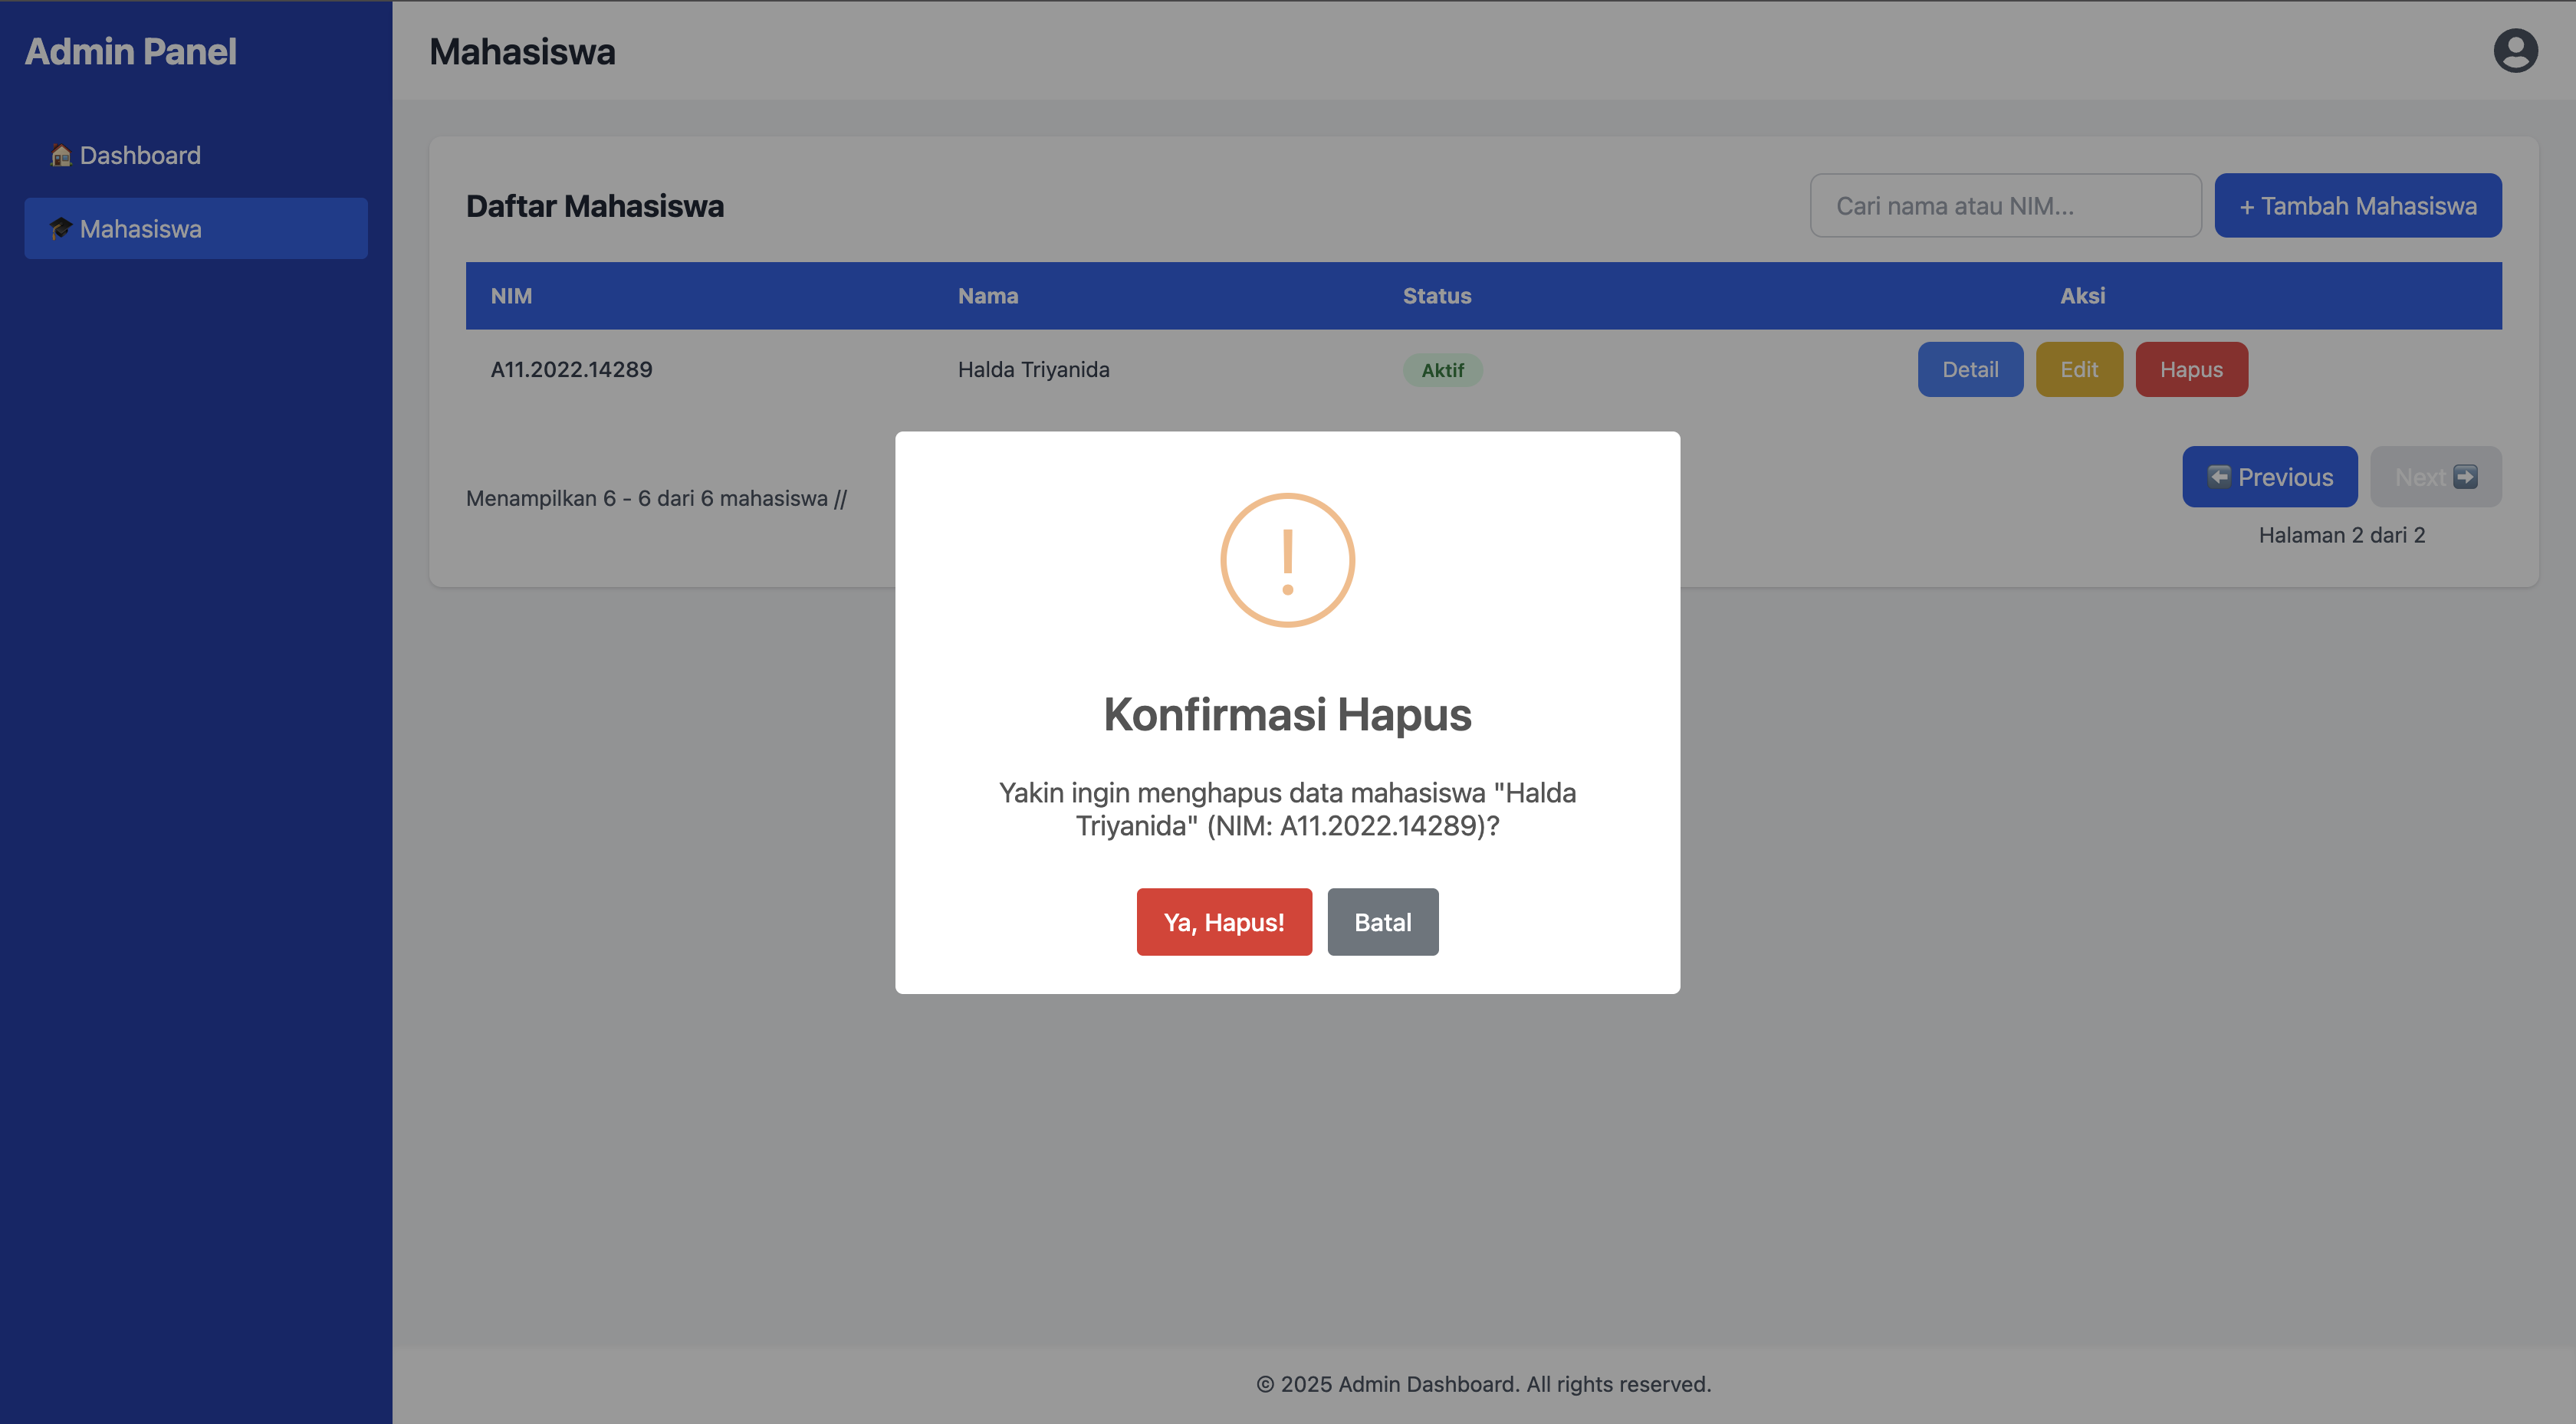 Admin Panel
🏠 Dashboard
🎓 Mahasiswa
Mahasiswa
Daftar Mahasiswa
Cari nama atau NIM...
+ Tambah Mahasiswa
NIM Nama Status Aksi
A11.2022.14289 Halda Triyanida Aktif Detail Edit Hapus
Menampilkan 6 - 6 dari 6 mahasiswa //
⬅️ Previous Next ➡️
Halaman 2 dari 2
!
Konfirmasi Hapus
Yakin ingin menghapus data mahasiswa "Halda
Triyanida" (NIM: A11.2022.14289)?
Ya, Hapus! Batal
© 2025 Admin Dashboard. All rights reserved.